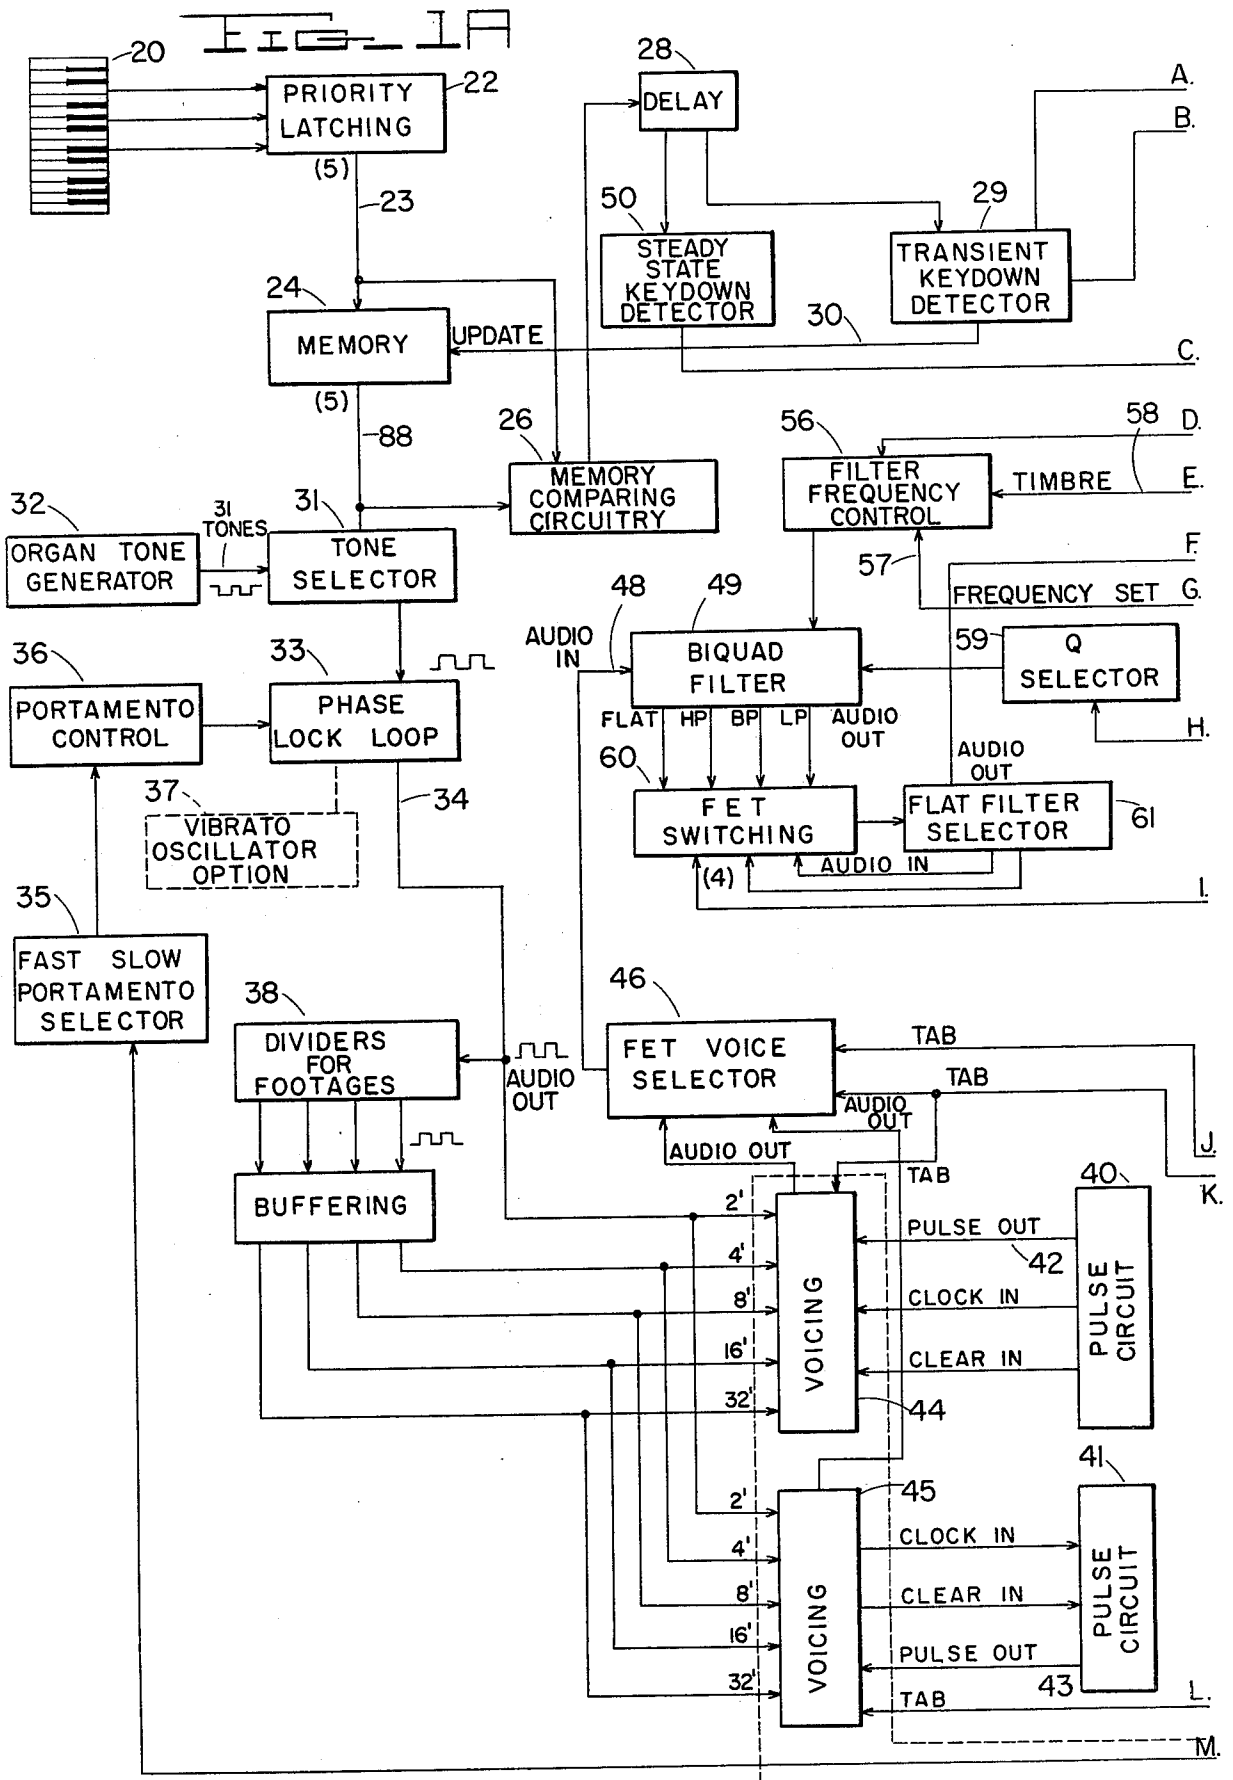 FIG_1A
20
PRIORITY
LATCHING
22
(5)
23
28
DELAY
A.
B.
50
STEADY
STATE
KEYDOWN
DETECTOR
29
TRANSIENT
KEYDOWN
DETECTOR
24
MEMORY
UPDATE
30
C.
(5)
88
26
MEMORY
COMPARING
CIRCUITRY
56
FILTER
FREQUENCY
CONTROL
58
D.
TIMBRE
E.
57
F.
FREQUENCY SET
G.
32
ORGAN TONE
GENERATOR
31
TONES
31
TONE
SELECTOR
48
AUDIO
IN
49
BIQUAD
FILTER
59
Q
SELECTOR
H.
36
PORTAMENTO
CONTROL
33
PHASE
LOCK LOOP
FLAT
HP
BP
LP
AUDIO
OUT
34
37
VIBRATO
OSCILLATOR
OPTION
60
FET
SWITCHING
AUDIO
OUT
FLAT FILTER
SELECTOR
61
AUDIO IN
(4)
I.
35
FAST SLOW
PORTAMENTO
SELECTOR
38
DIVIDERS
FOR
FOOTAGES
AUDIO
OUT
46
FET VOICE
SELECTOR
TAB
TAB
AUDIO
OUT
AUDIO OUT
TAB
J.
K.
BUFFERING
2'
4'
8'
16'
32'
VOICING
44
PULSE OUT
42
CLOCK IN
CLEAR IN
40
PULSE
CIRCUIT
2'
4'
8'
16'
32'
VOICING
45
CLOCK IN
CLEAR IN
PULSE OUT
43
TAB
41
PULSE
CIRCUIT
L.
M.